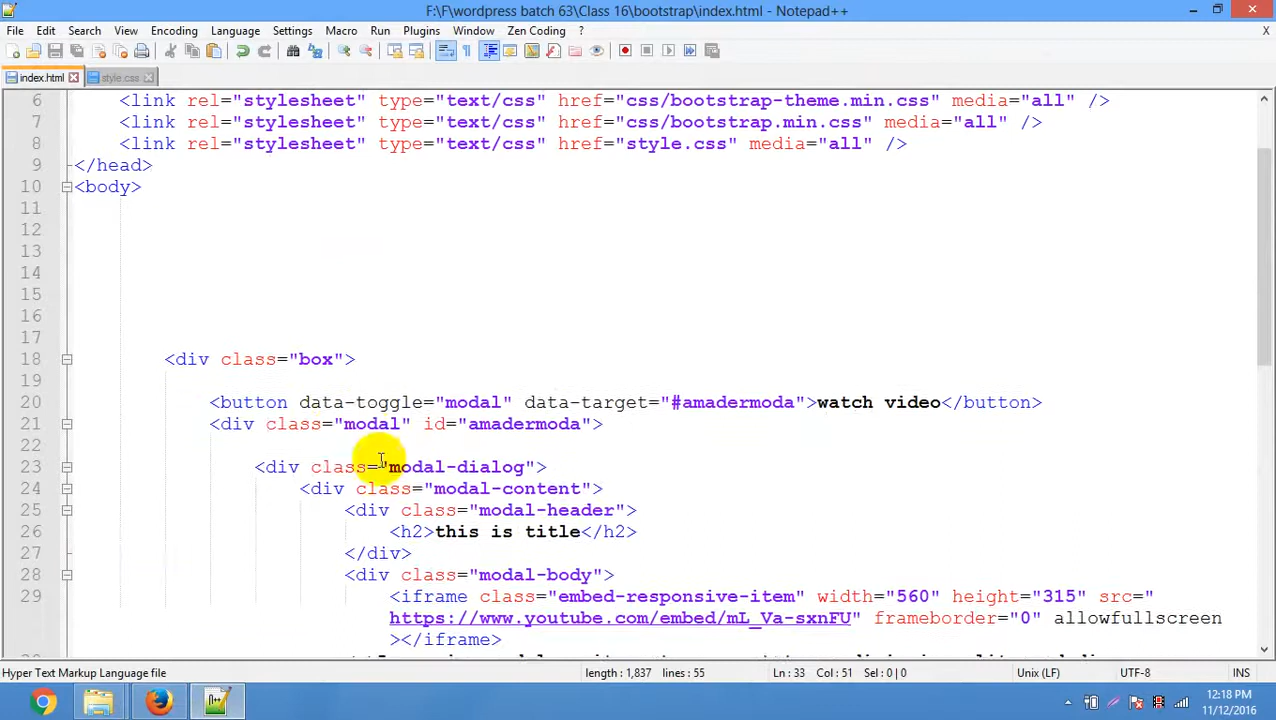 F:\F\wordpress batch 63\Class 16\bootstrap\index.html - Notepad++
File Edit Search View Encoding Language Settings Macro Run Plugins Window Zen Coding ? X
index.html style.css
6 <link rel="stylesheet" type="text/css" href="css/bootstrap-theme.min.css" media="all" />
7 <link rel="stylesheet" type="text/css" href="css/bootstrap.min.css" media="all" />
8 <link rel="stylesheet" type="text/css" href="style.css" media="all" />
9 </head>
10 <body>
11
12
13
14
15
16
17
18 <div class="box">
19
20 <button data-toggle="modal" data-target="#amadermoda">watch video</button>
21 <div class="modal" id="amadermoda">
22
23 <div class="modal-dialog">
24 <div class="modal-content">
25 <div class="modal-header">
26 <h2>this is title</h2>
27 </div>
28 <div class="modal-body">
29 <iframe class="embed-responsive-item" width="560" height="315" src="
https://www.youtube.com/embed/mL_Va-sxnFU" frameborder="0" allowfullscreen
></iframe>
Hyper Text Markup Language file length : 1,837 lines : 55 Ln : 33 Col : 51 Sel : 0 | 0 Unix (LF) UTF-8 INS
12:18 PM
11/12/2016